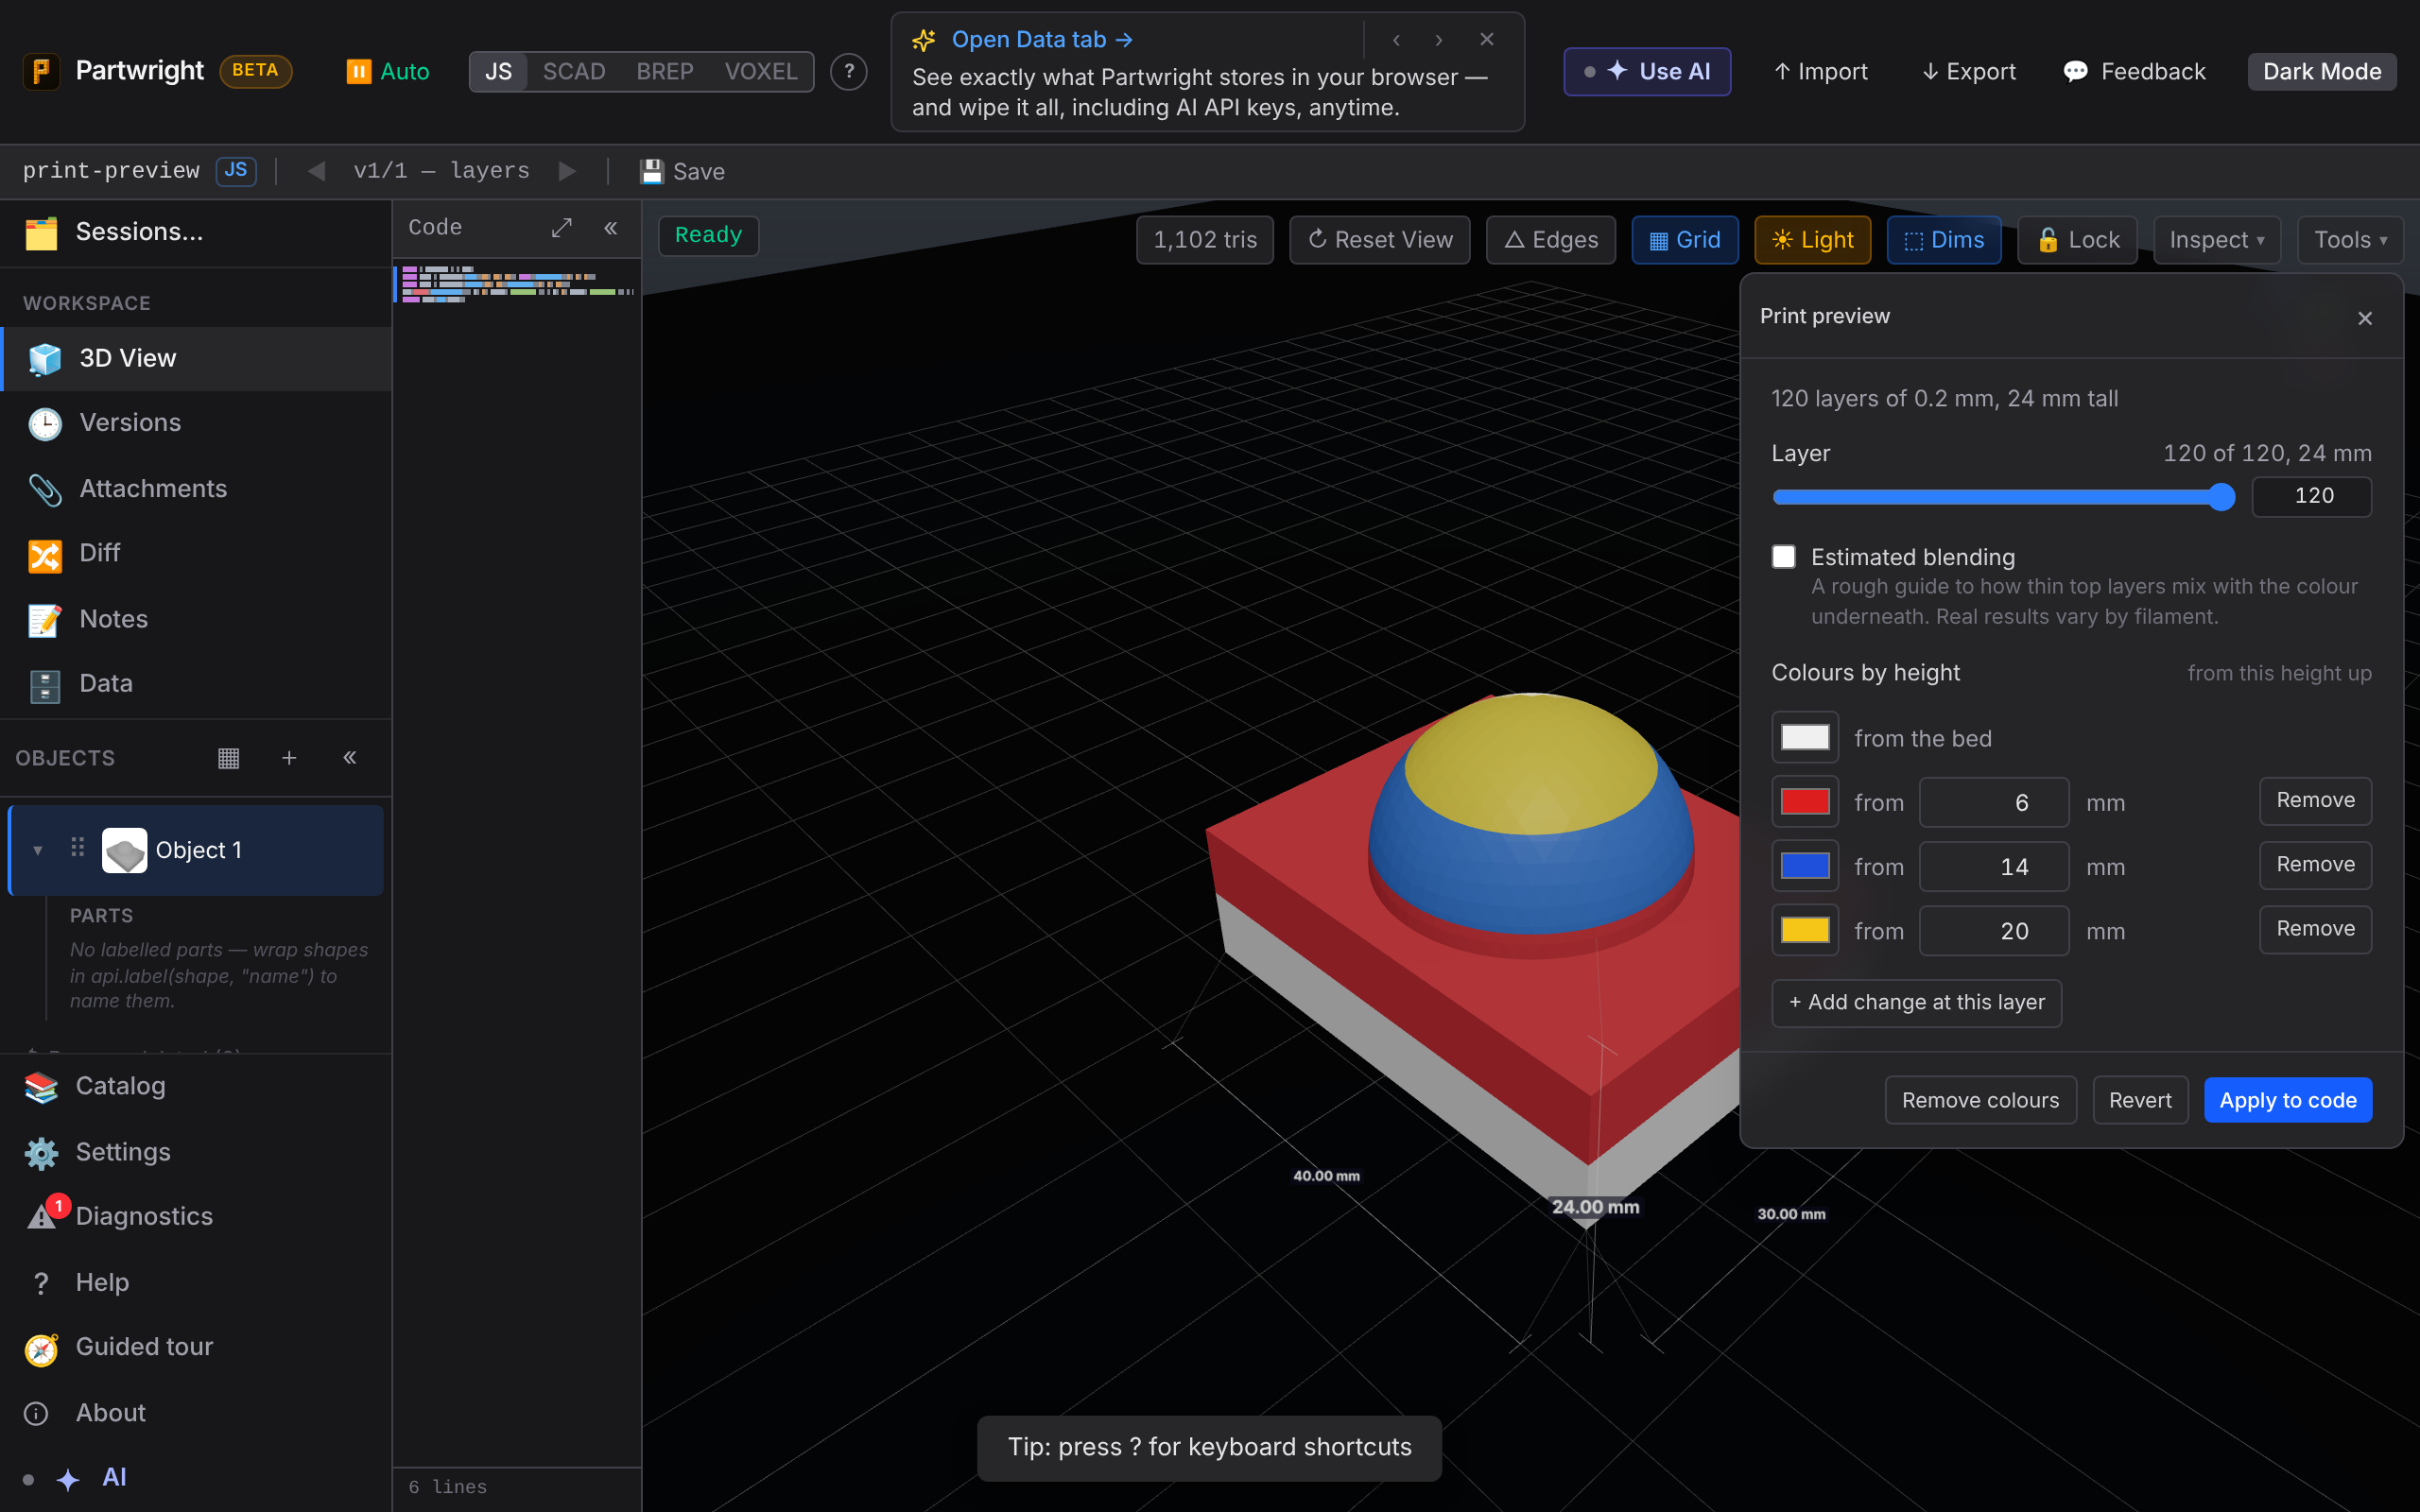 Partwright BETA
Auto
JS SCAD BREP VOXEL ?
Open Data tab →
See exactly what Partwright stores in your browser —
and wipe it all, including AI API keys, anytime.
Use AI
↑ Import
↓ Export
Feedback
Dark Mode
print-preview JS
v1/1 — layers
Save
Sessions...
WORKSPACE
3D View
Versions
Attachments
Diff
Notes
Data
OBJECTS
Object 1
PARTS
No labelled parts — wrap shapes
in api.label(shape, "name") to
name them.
Catalog
Settings
1
Diagnostics
? Help
Guided tour
About
AI
Code
6 lines
Ready
1,102 tris
Reset View
Edges
Grid
Light
Dims
Lock
Inspect
Tools
Print preview
120 layers of 0.2 mm, 24 mm tall
Layer 120 of 120, 24 mm
120
Estimated blending
A rough guide to how thin top layers mix with the colour
underneath. Real results vary by filament.
Colours by height from this height up
from the bed
from 6 mm Remove
from 14 mm Remove
from 20 mm Remove
+ Add change at this layer
Remove colours Revert Apply to code
40.00 mm
24.00 mm
30.00 mm
Tip: press ? for keyboard shortcuts